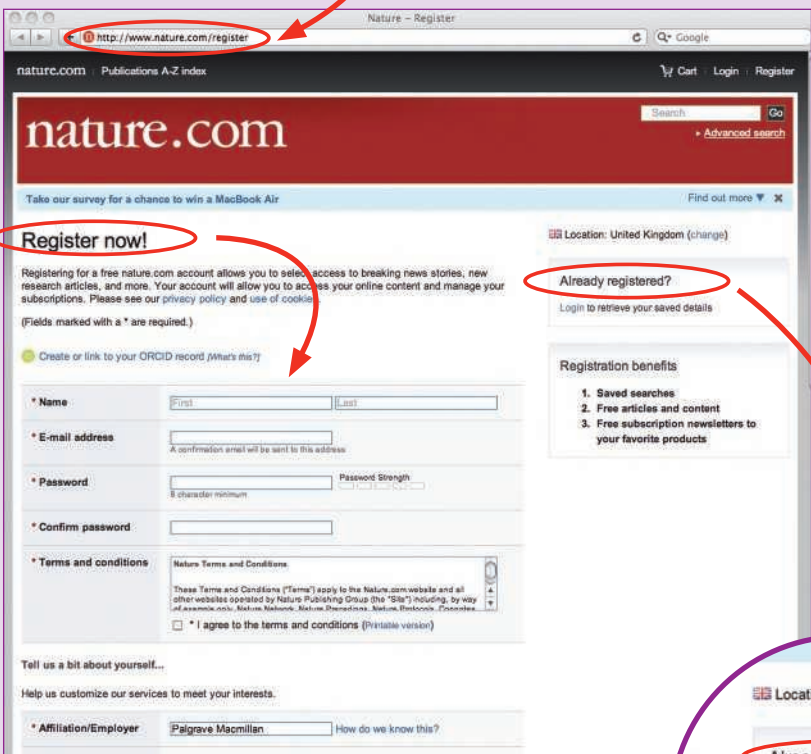 Nature – Register
http://www.nature.com/register
Google
nature.com Publications A-Z index
Cart Login Register
nature.com
Search Go
Advanced search
Take our survey for a chance to win a MacBook Air
Find out more
Register now!
Registering for a free nature.com account allows you to select access to breaking news stories, new
research articles, and more. Your account will allow you to access your online content and manage your
subscriptions. Please see our privacy policy and use of cookies
(Fields marked with a * are required.)
Create or link to your ORCID record [What's this?]
* Name First Last
* E-mail address
A confirmation email will be sent to this address
* Password Password Strength
8 character minimum
* Confirm password
* Terms and conditions
Nature Terms and Conditions
These Terms and Conditions ("Terms") apply to the Nature.com website and all
other websites operated by Nature Publishing Group (the "Site") including, by way
of example only, Nature Network, Nature Precedings, Nature Protocols,
* I agree to the terms and conditions (Printable version)
Tell us a bit about yourself...
Help us customize our services to meet your interests.
* Affiliation/Employer Palgrave Macmillan How do we know this?
Location: United Kingdom (change)
Already registered?
Login to retrieve your saved details
Registration benefits
1. Saved searches
2. Free articles and content
3. Free subscription newsletters to
your favorite products
Locat